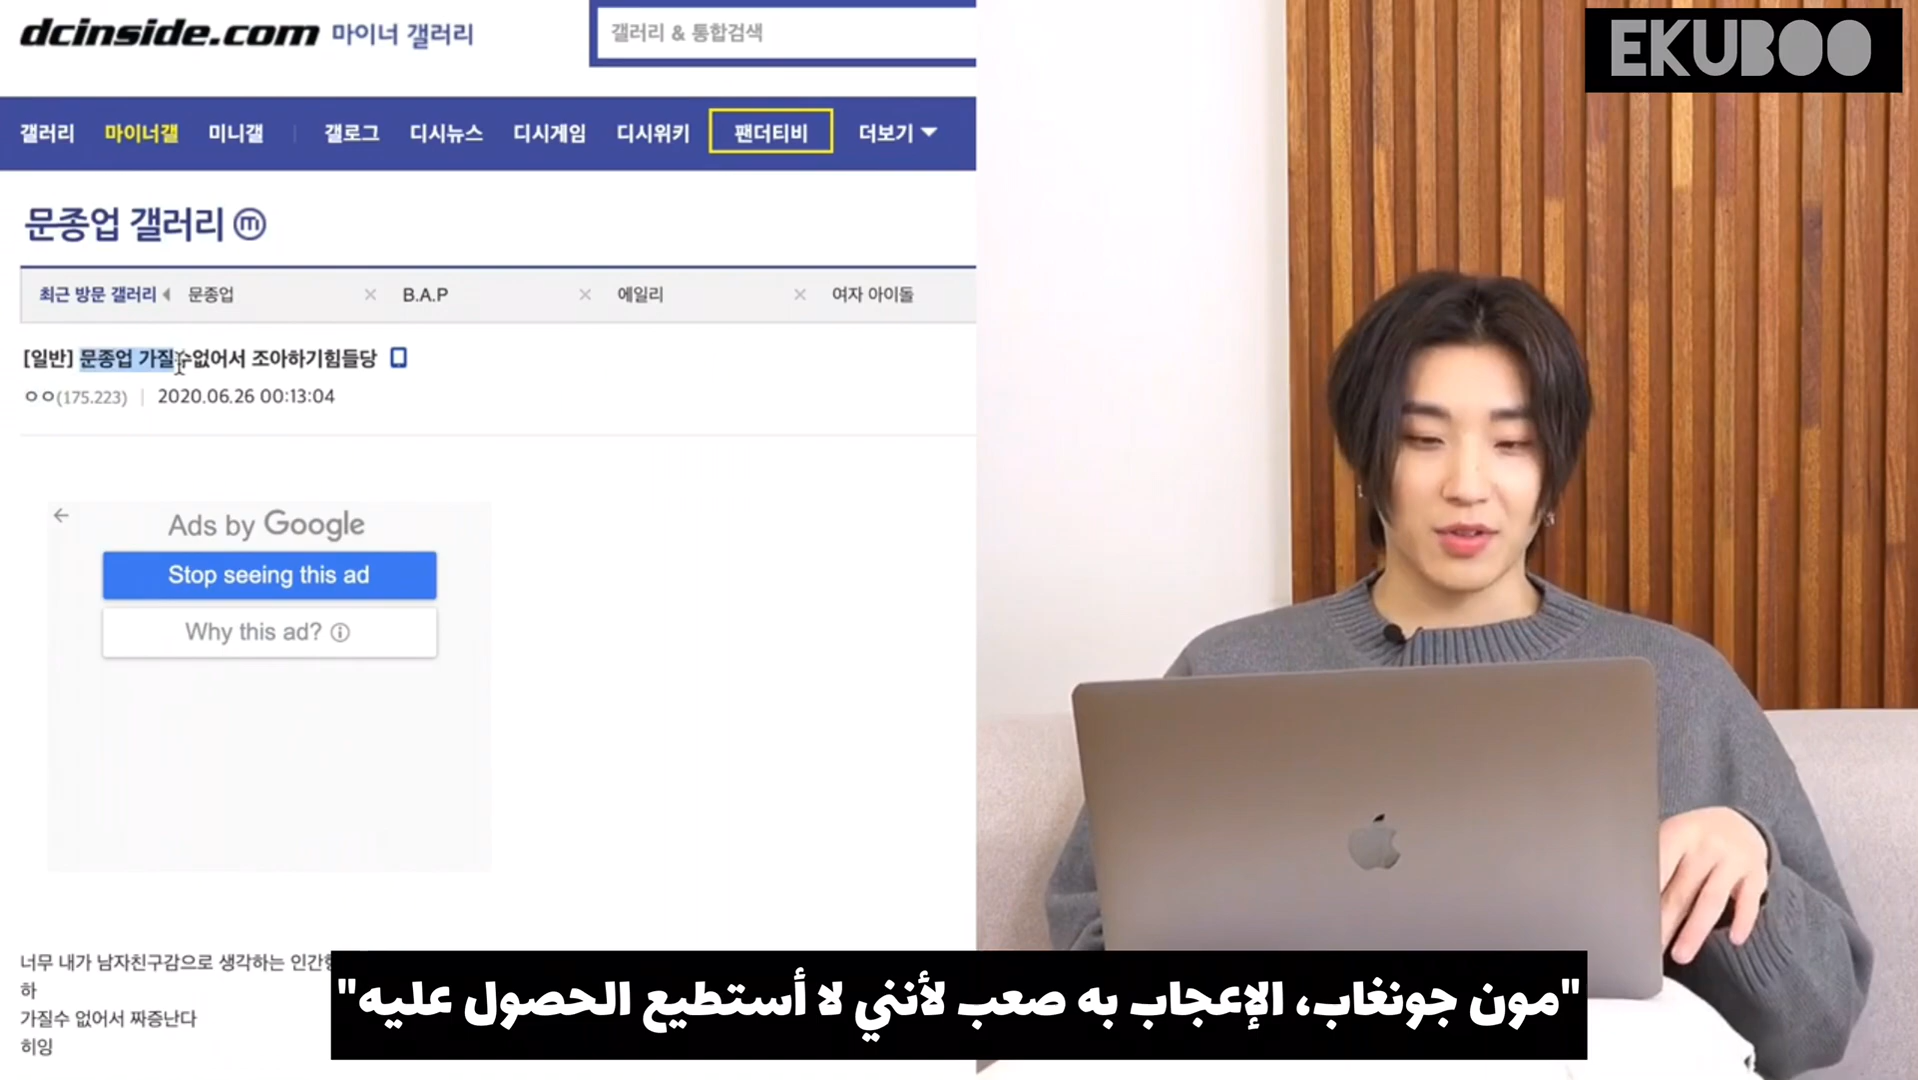 dcinside.com 마이너 갤러리
갤러리 & 통합검색
EKUBOO
갤러리 마이너갤 미니갤 갤로그 디시뉴스 디시게임 디시위키 팬더티비 더보기
문종업 갤러리 ⓜ
최근 방문 갤러리 문종업 × B.A.P × 에일리 × 여자 아이돌
[일반] 문종업 가질수없어서 조아하기힘들당
ㅇㅇ(175.223) 2020.06.26 00:13:04
Ads by Google
Stop seeing this ad
Why this ad?
너무 내가 남자친구감으로 생각하는
하
가질수 없어서 짜증난다
히잉
"مون جونغاب، الإعجاب به صعب لأنني لا أستطيع الحصول عليه"